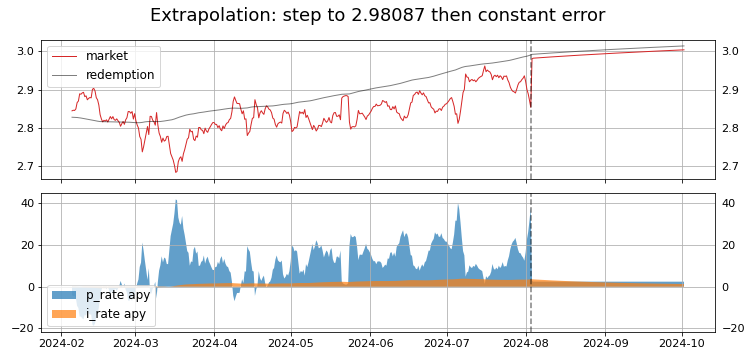 Extrapolation: step to 2.98087 then constant error
3.0
2.9
2.8
2.7
market
redemption
3.0
2.9
2.8
2.7
40
20
0
−20
p_rate apy
i_rate apy
40
20
0
−20
2024-02 2024-03 2024-04 2024-05 2024-06 2024-07 2024-08 2024-09 2024-10